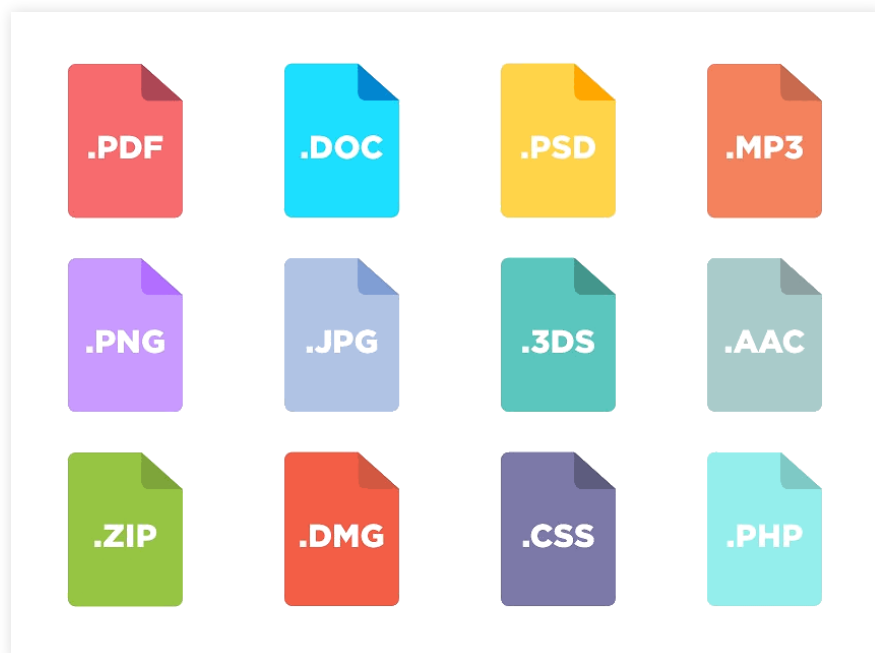 .PDF
.DOC
.PSD
.MP3
.PNG
.JPG
.3DS
.AAC
.ZIP
.DMG
.CSS
.PHP